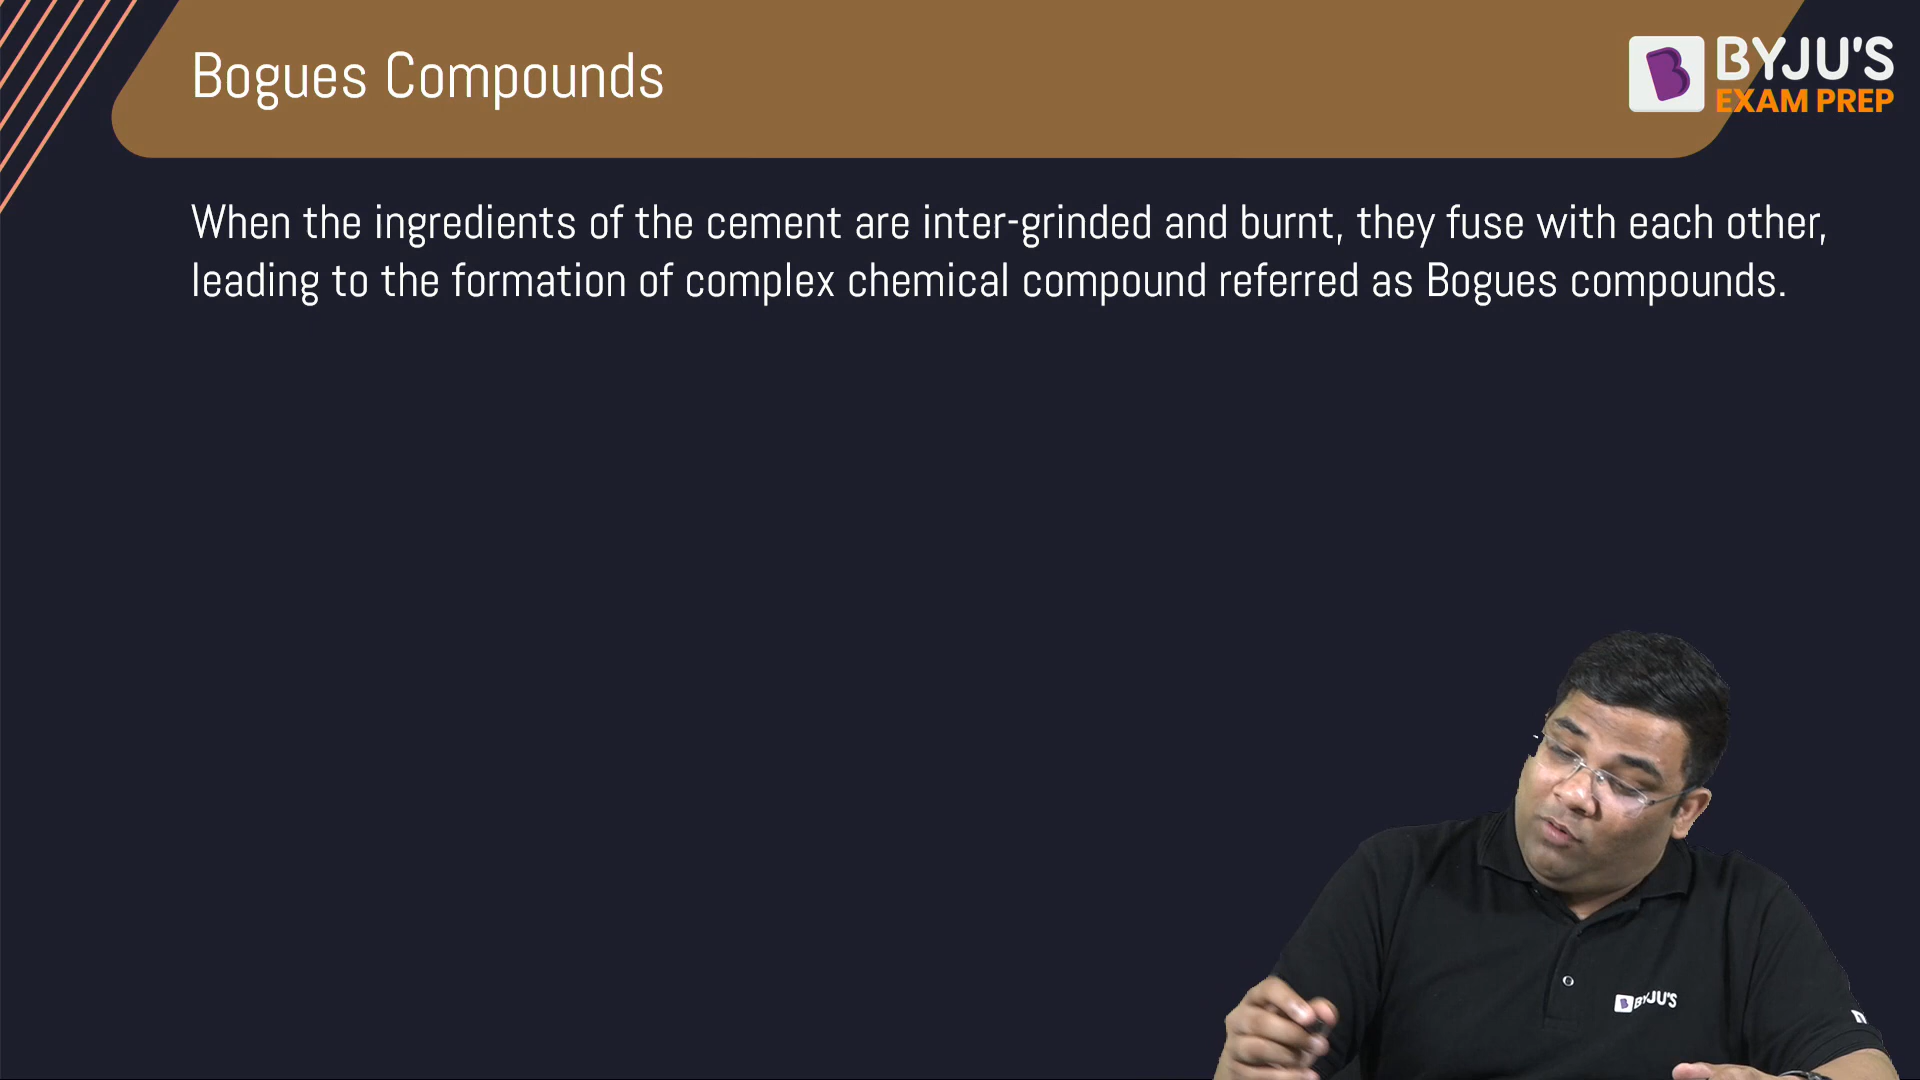 Bogues Compounds
BYJU'S
EXAM PREP
When the ingredients of the cement are inter-grinded and burnt, they fuse with each other,
leading to the formation of complex chemical compound referred as Bogues compounds.
BYJU'S